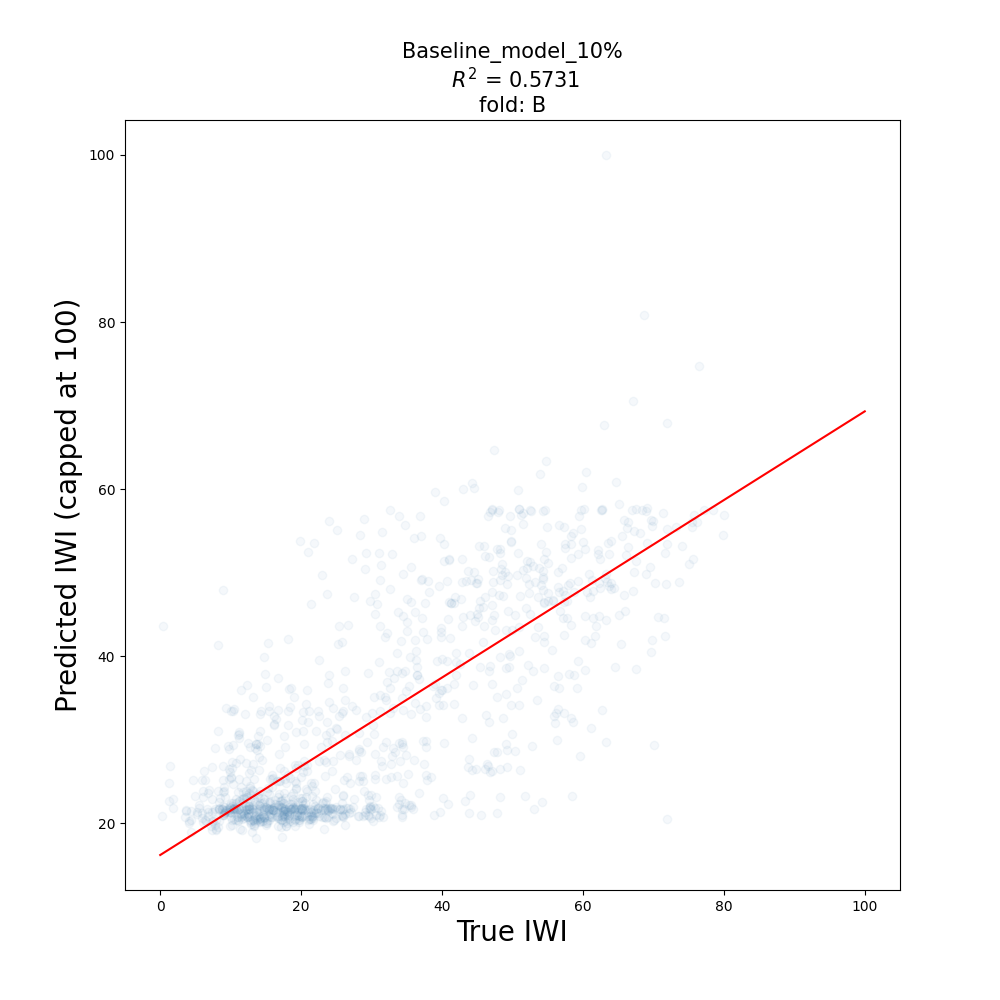 Baseline_model_10%
R² = 0.5731
fold: B
Predicted IWI (capped at 100)
100
80
60
40
20
0 20 40 60 80 100
True IWI